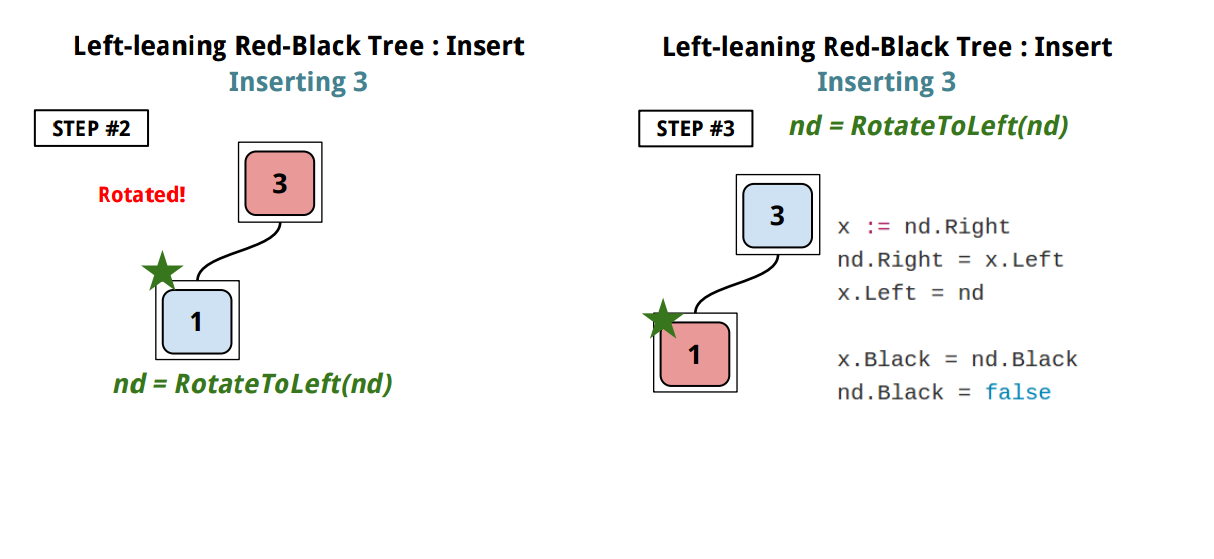 Left-leaning Red-Black Tree : Insert
Inserting 3
STEP #2
Rotated!
3
1
nd = RotateToLeft(nd)
Left-leaning Red-Black Tree : Insert
Inserting 3
STEP #3
nd = RotateToLeft(nd)
3
1
x := nd.Right
nd.Right = x.Left
x.Left = nd
x.Black = nd.Black
nd.Black = false